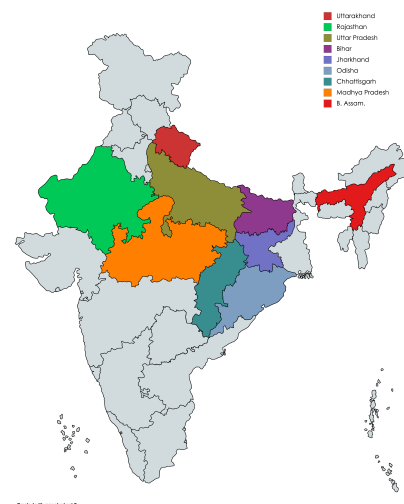 Uttarakhand
Rajasthan
Uttar Pradesh
Bihar
Jharkhand
Odisha
Chhattisgarh
Madhya Pradesh
B. Assam.